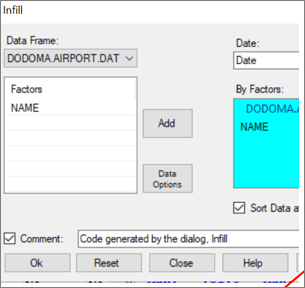 Infill
Data Frame:
Date:
DODOMA.AIRPORT.DAT
Date
Factors
By Factors:
NAME
DODOMA.
NAME
Add
Data
Options
Sort Data
Comment:
Code generated by the dialog, Infill
Ok
Reset
Close
Help